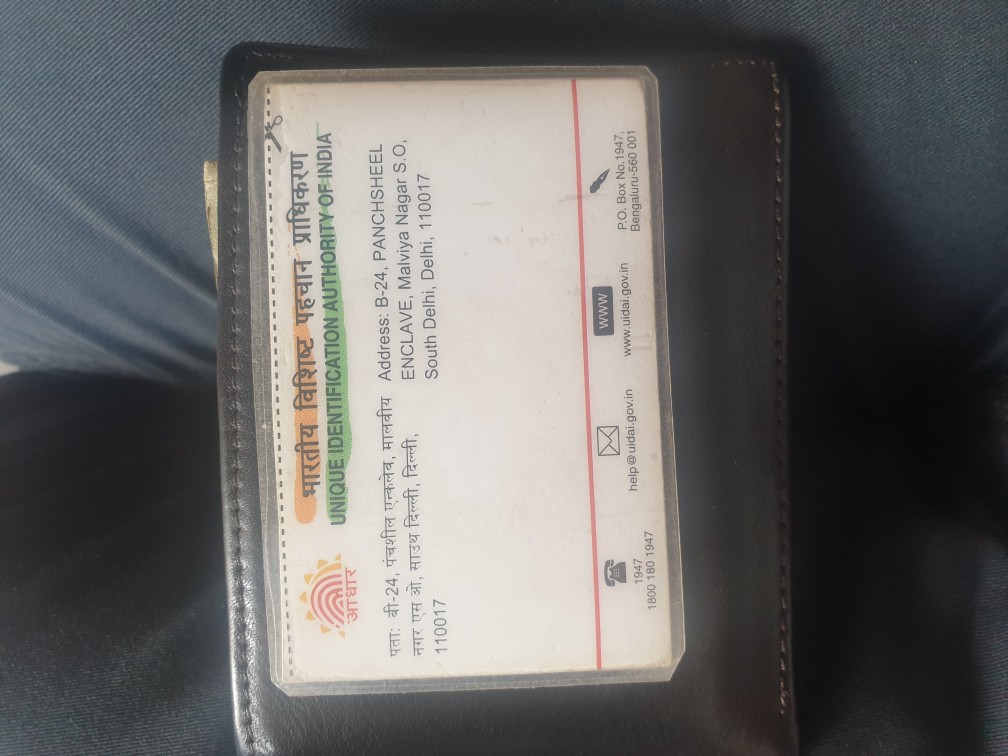 भारतीय विशिष्ट पहचान प्राधिकरण
UNIQUE IDENTIFICATION AUTHORITY OF INDIA
आधार
पता: बी-24, पंचशील एन्कलेव, मालवीय
नगर एस ओ, साउथ दिल्ली, दिल्ली,
110017
Address: B-24, PANCHSHEEL
ENCLAVE, Malviya Nagar S.O,
South Delhi, Delhi, 110017
1947
1800 180 1947
help@uidai.gov.in
WWW
www.uidai.gov.in
P.O. Box No.1947,
Bengaluru-560 001